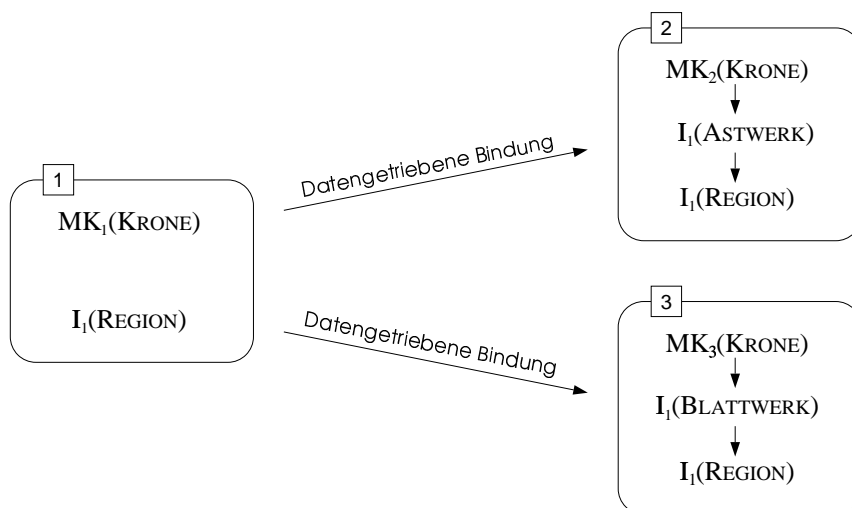 1
MK₁(KRONE)
I₁(REGION)
Datengetriebene Bindung
Datengetriebene Bindung
2
MK₂(KRONE)
I₁(ASTWERK)
I₁(REGION)
3
MK₃(KRONE)
I₁(BLATTWERK)
I₁(REGION)